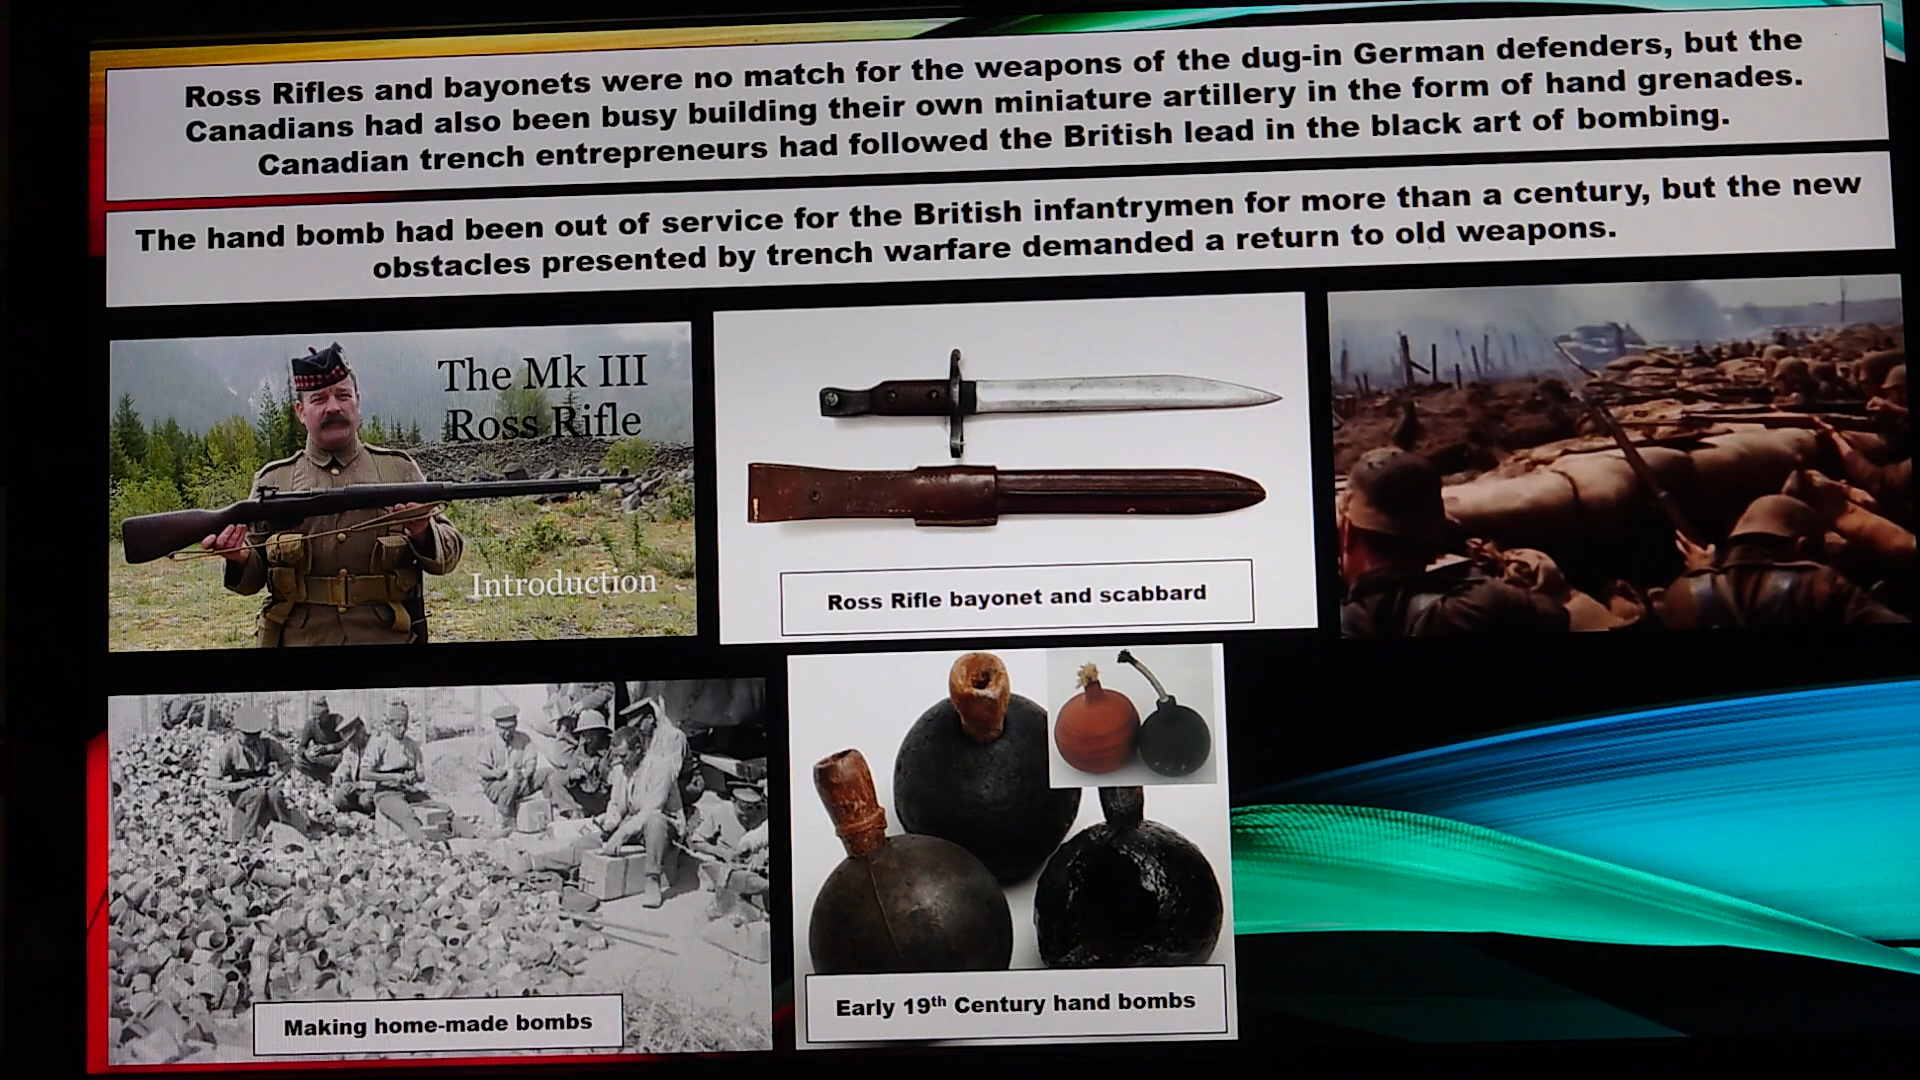 Ross Rifles and bayonets were no match for the weapons of the dug-in German defenders, but the
Canadians had also been busy building their own miniature artillery in the form of hand grenades.
Canadian trench entrepreneurs had followed the British lead in the black art of bombing.
The hand bomb had been out of service for the British infantrymen for more than a century, but the new
obstacles presented by trench warfare demanded a return to old weapons.
The Mk III
Ross Rifle
Introduction
Ross Rifle bayonet and scabbard
Making home-made bombs
Early 19th Century hand bombs